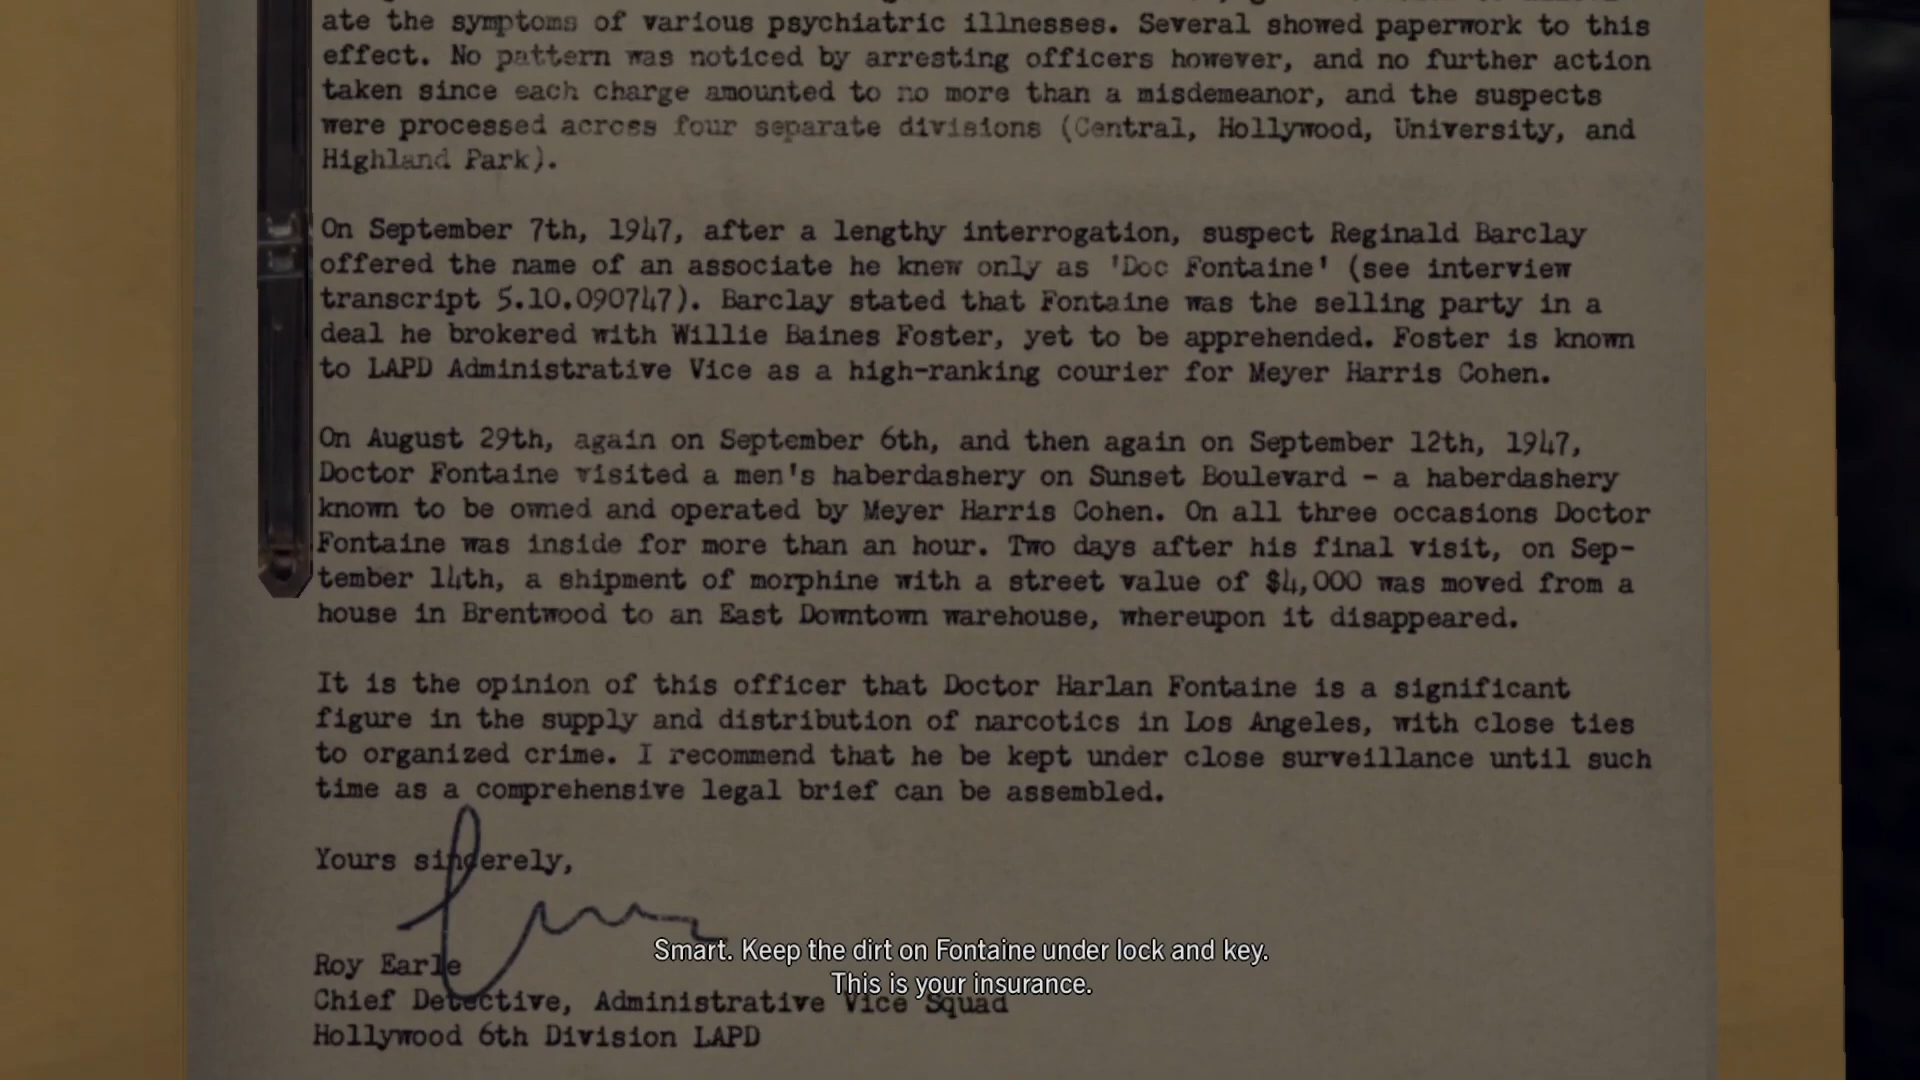 ate the symptoms of various psychiatric illnesses. Several showed paperwork to this
effect. No pattern was noticed by arresting officers however, and no further action
taken since each charge amounted to no more than a misdemeanor, and the suspects
were processed across four separate divisions (Central, Hollywood, University, and
Highland Park).
On September 7th, 1947, after a lengthy interrogation, suspect Reginald Barclay
offered the name of an associate he knew only as 'Doc Fontaine' (see interview
transcript 5.10.090747). Barclay stated that Fontaine was the selling party in a
deal he brokered with Willie Baines Foster, yet to be apprehended. Foster is known
to LAPD Administrative Vice as a high-ranking courier for Meyer Harris Cohen.
On August 29th, again on September 6th, and then again on September 12th, 1947,
Doctor Fontaine visited a men's haberdashery on Sunset Boulevard - a haberdashery
known to be owned and operated by Meyer Harris Cohen. On all three occasions Doctor
Fontaine was inside for more than an hour. Two days after his final visit, on Sep-
tember 14th, a shipment of morphine with a street value of $4,000 was moved from a
house in Brentwood to an East Downtown warehouse, whereupon it disappeared.
It is the opinion of this officer that Doctor Harlan Fontaine is a significant
figure in the supply and distribution of narcotics in Los Angeles, with close ties
to organized crime. I recommend that he be kept under close surveillance until such
time as a comprehensive legal brief can be assembled.
Yours sincerely,
Roy Earle
Chief Detective, Administrative Vice Squad
Hollywood 6th Division LAPD
Smart. Keep the dirt on Fontaine under lock and key.
This is your insurance.